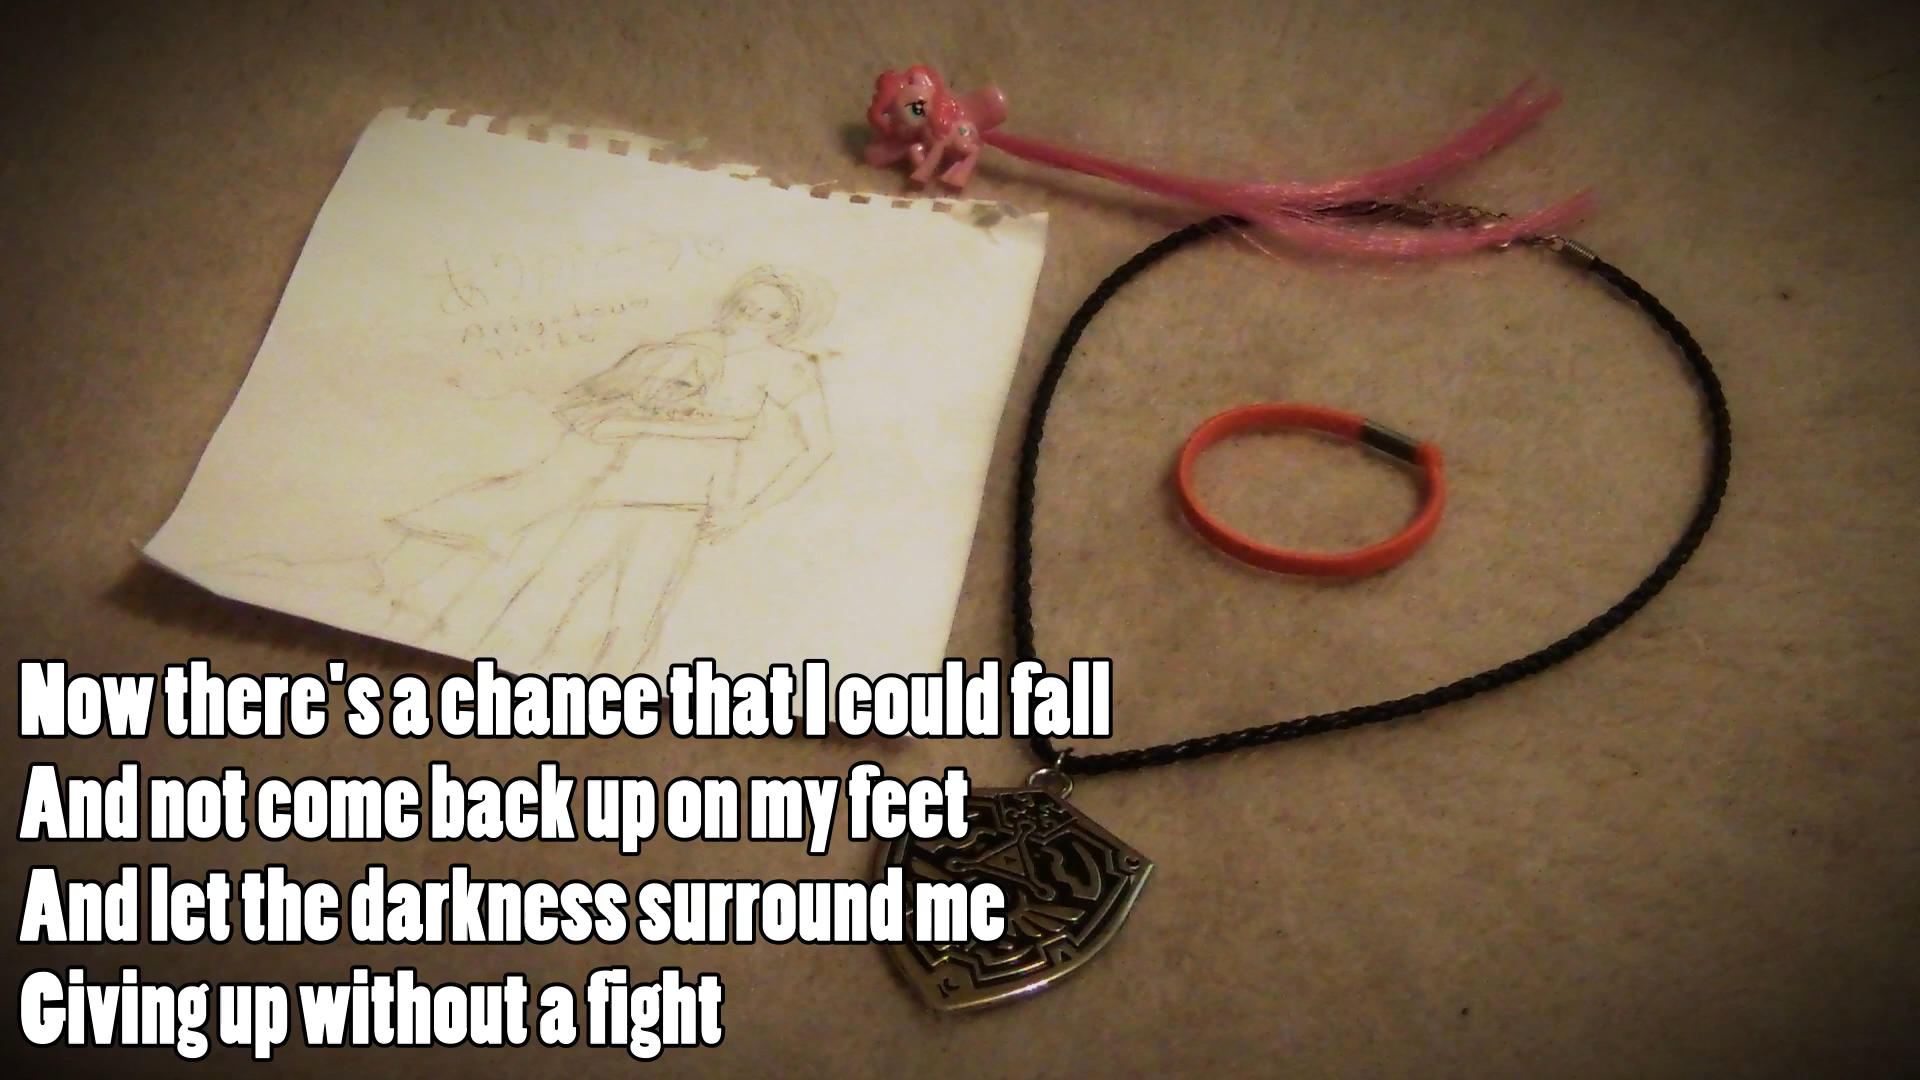 Now there's a chance that I could fall
And not come back up on my feet
And let the darkness surround me
Giving up without a fight